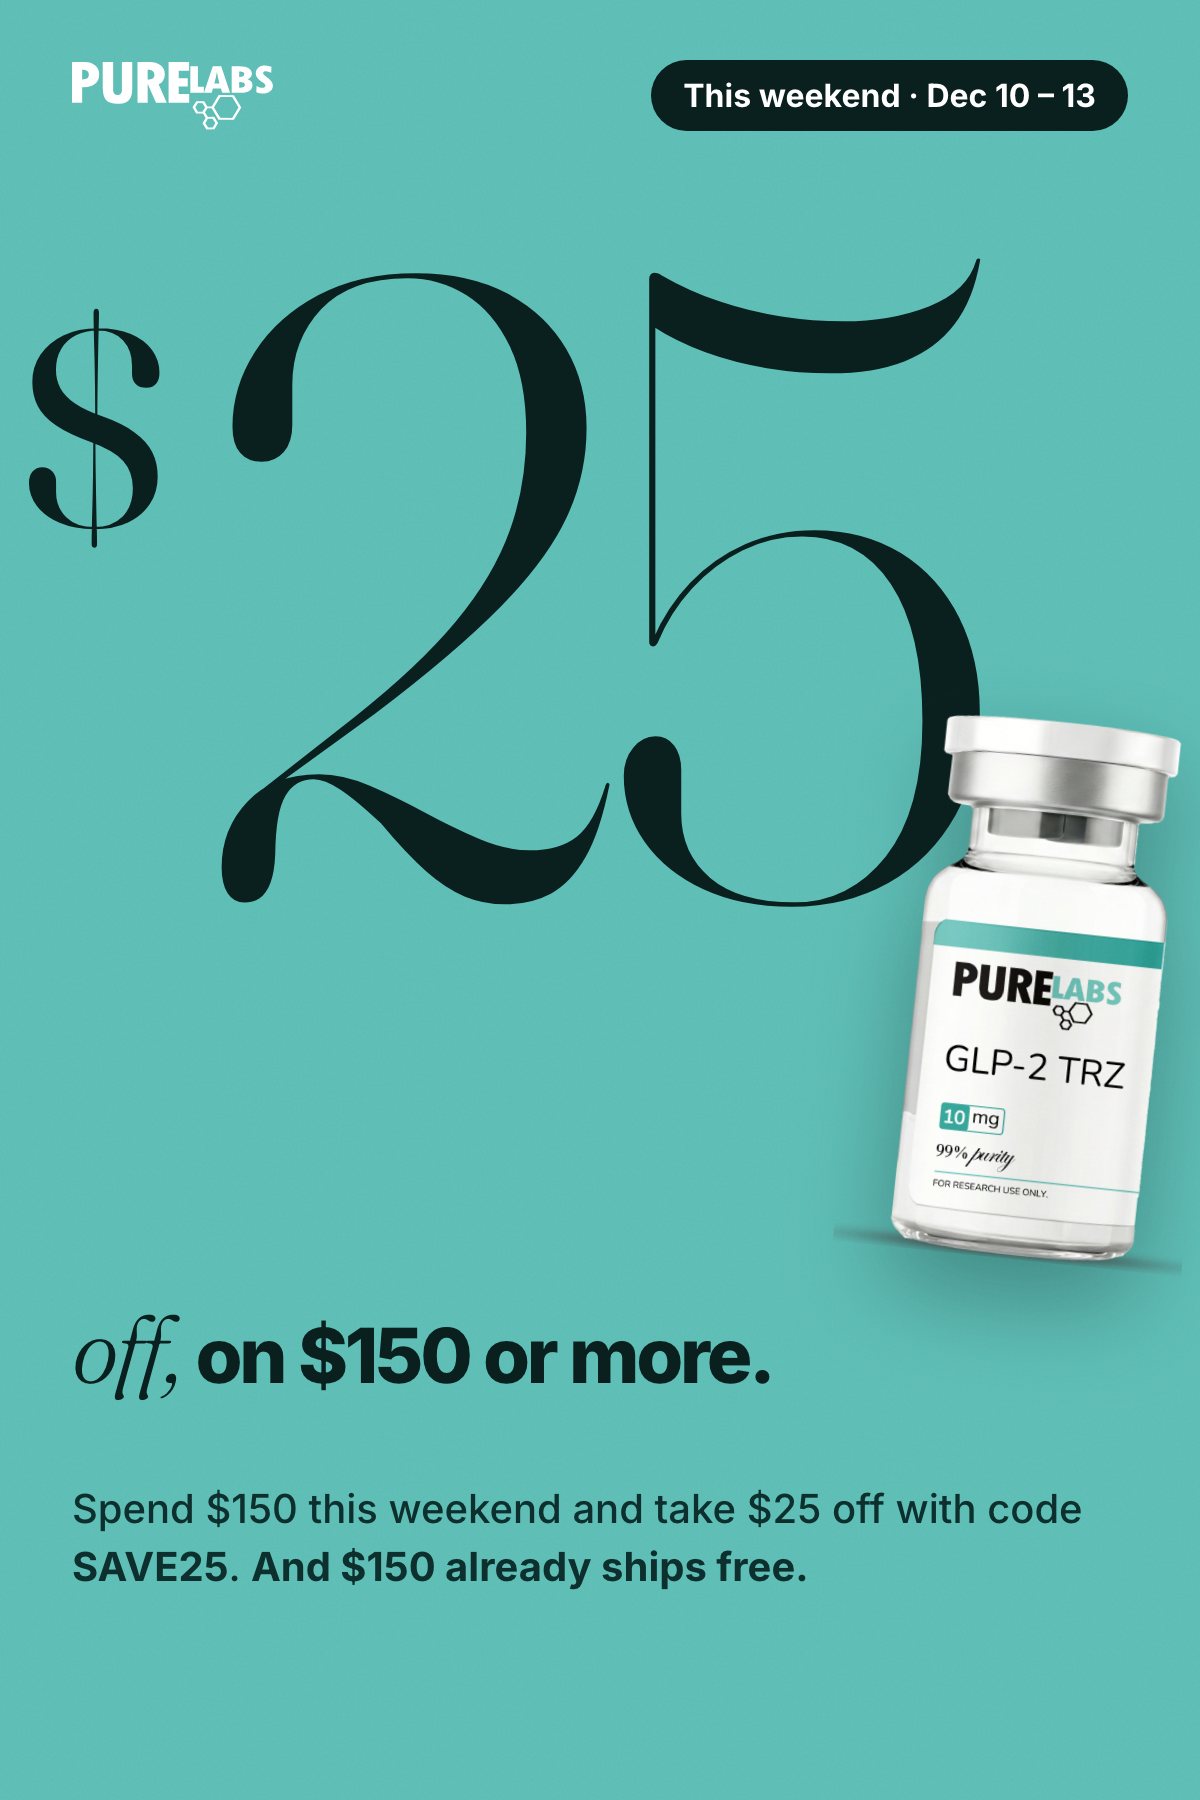 PURELABS
This weekend · Dec 10 – 13
$25
PURELABS
GLP-2 TRZ
10 mg
99% purity
FOR RESEARCH USE ONLY.
off, on $150 or more.
Spend $150 this weekend and take $25 off with code
SAVE25. And $150 already ships free.